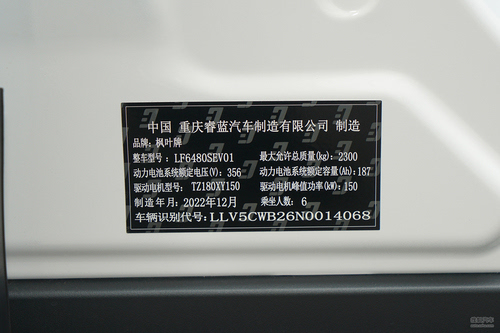 中国 重庆睿蓝汽车制造有限公司 制造
品牌: 枫叶牌
整车型号: LF6480SEV01 最大允许总质量(kg): 2300
动力电池系统额定电压(V): 356 动力电池系统额定容量(Ah): 187
驱动电机型号: TZ180XY150 驱动电机峰值功率(kW): 150
制造年月: 2022年12月 乘坐人数: 6
车辆识别代号: LLV5CWB26N0014068